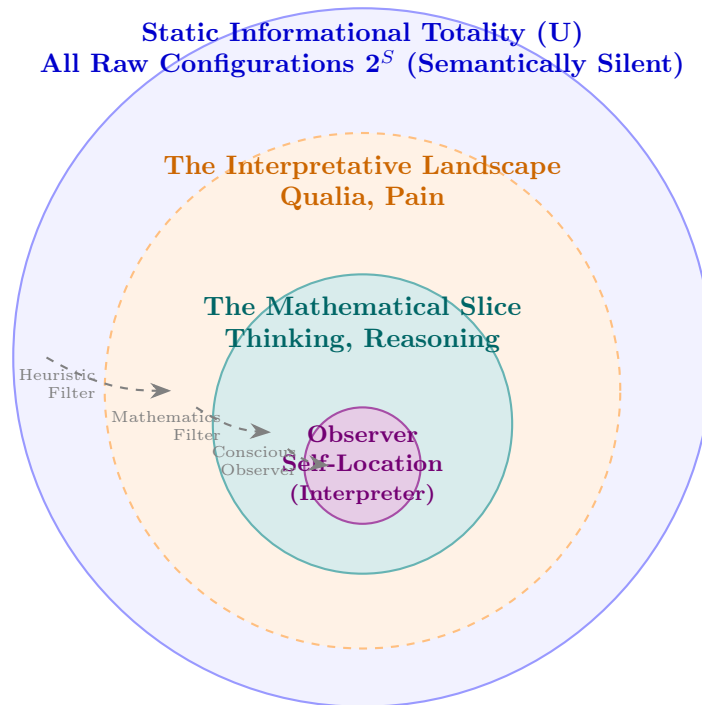 Static Informational Totality (U)
All Raw Configurations 2^S (Semantically Silent)
The Interpretative Landscape
Qualia, Pain
The Mathematical Slice
Thinking, Reasoning
Heuristic
Filter
Mathematics
Filter
Conscious
Observer
Observer
Self-Location
(Interpreter)